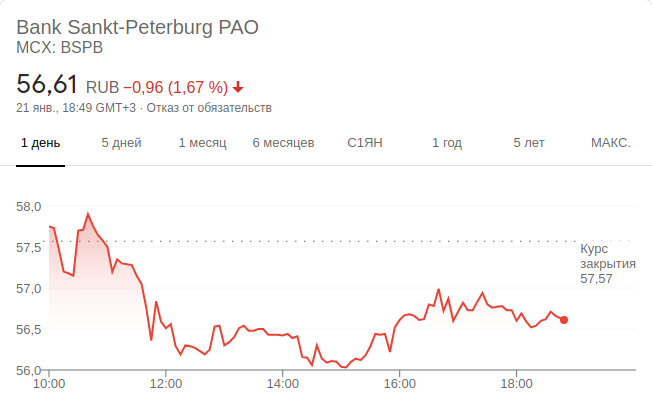 Bank Sankt-Peterburg PAO
MCX: BSPB
56,61 RUB −0,96 (1,67 %)
21 янв., 18:49 GMT+3 · Отказ от обязательств
1 день 5 дней 1 месяц 6 месяцев С1ЯН 1 год 5 лет МАКС.
58,0
57,5
Курс
закрытия
57,57
57,0
56,5
56,0
10:00 12:00 14:00 16:00 18:00